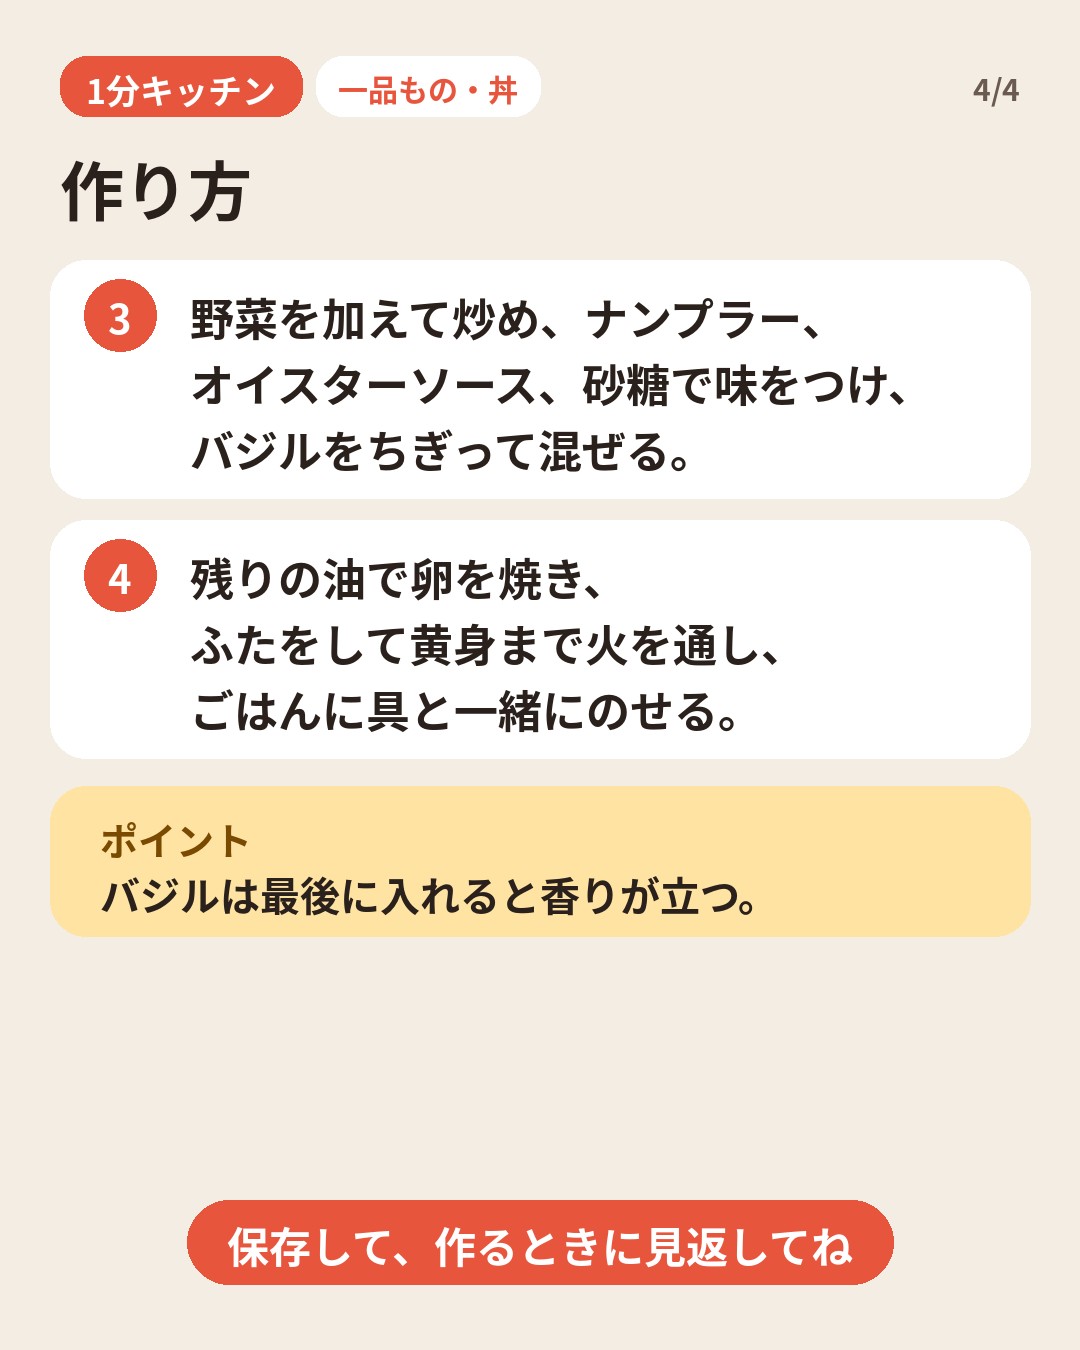 1分キッチン
一品もの・丼
4/4
作り方
3
野菜を加えて炒め、ナンプラー、
オイスターソース、砂糖で味をつけ、
バジルをちぎって混ぜる。
4
残りの油で卵を焼き、
ふたをして黄身まで火を通し、
ごはんに具と一緒にのせる。
ポイント
バジルは最後に入れると香りが立つ。
保存して、作るときに見返してね